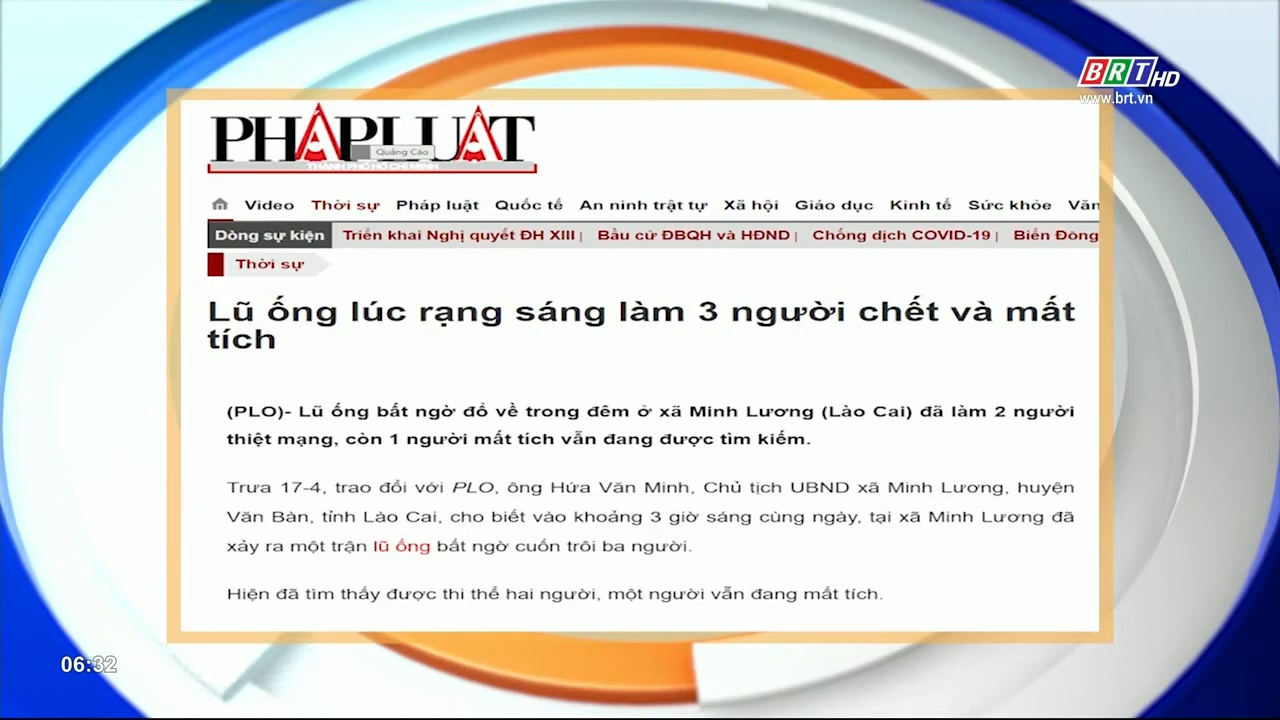 BRT HD
www.brt.vn
PHÁP LUẬT
Quảng Cáo
THÀNH PHỐ HỒ CHÍ MINH
Video Thời sự Pháp luật Quốc tế An ninh trật tự Xã hội Giáo dục Kinh tế Sức khỏe Văn
Dòng sự kiện Triển khai Nghị quyết ĐH XIII | Bầu cử ĐBQH và HĐND | Chống dịch COVID-19 | Biển Đông
Thời sự
Lũ ống lúc rạng sáng làm 3 người chết và mất
tích
(PLO)- Lũ ống bất ngờ đổ về trong đêm ở xã Minh Lương (Lào Cai) đã làm 2 người
thiệt mạng, còn 1 người mất tích vẫn đang được tìm kiếm.
Trưa 17-4, trao đổi với PLO, ông Hứa Văn Minh, Chủ tịch UBND xã Minh Lương, huyện
Văn Bàn, tỉnh Lào Cai, cho biết vào khoảng 3 giờ sáng cùng ngày, tại xã Minh Lương đã
xảy ra một trận lũ ống bất ngờ cuốn trôi ba người.
Hiện đã tìm thấy được thi thể hai người, một người vẫn đang mất tích.
06:32